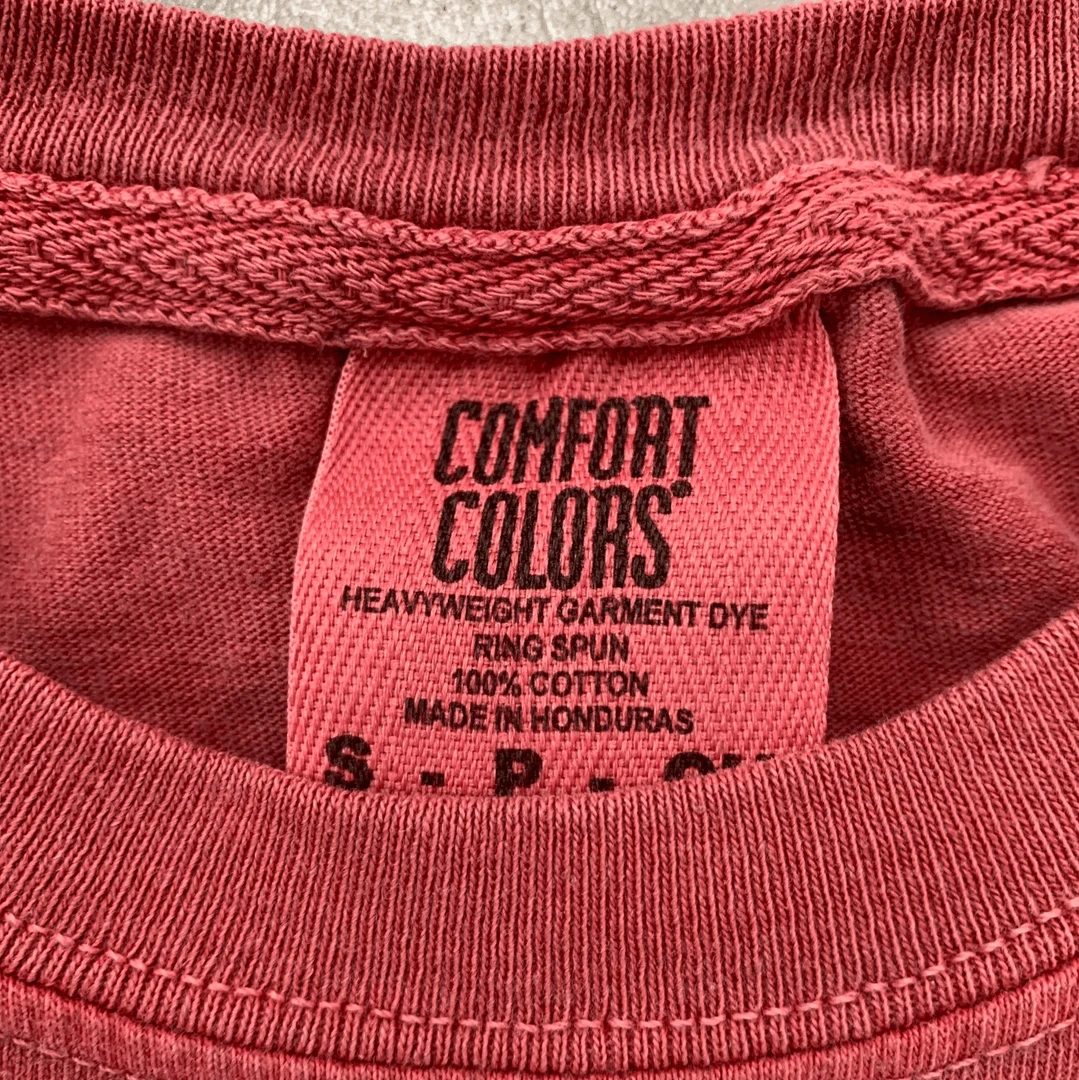 COMFORT
COLORS®
HEAVYWEIGHT GARMENT DYE
RING SPUN
100% COTTON
MADE IN HONDURAS
S - P -